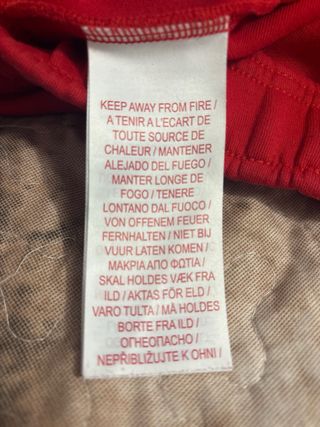 KEEP AWAY FROM FIRE /
A TENIR A L'ECART DE
TOUTE SOURCE DE
CHALEUR / MANTENER
ALEJADO DEL FUEGO /
MANTER LONGE DE
FOGO / TENERE
LONTANO DAL FUOCO /
VON OFFENEM FEUER
FERNHALTEN / NIET BIJ
VUUR LATEN KOMEN /
ΜΑΚΡΙΑ ΑΠΟ ΦΩΤΙΑ /
SKAL HOLDES VÆK FRA
ILD / AKTAS FÖR ELD /
VARO TULTA / MÅ HOLDES
BORTE FRA ILD /
ОГНЕОПАСНО /
NEPŘIBLIŽUJTE K OHNI /